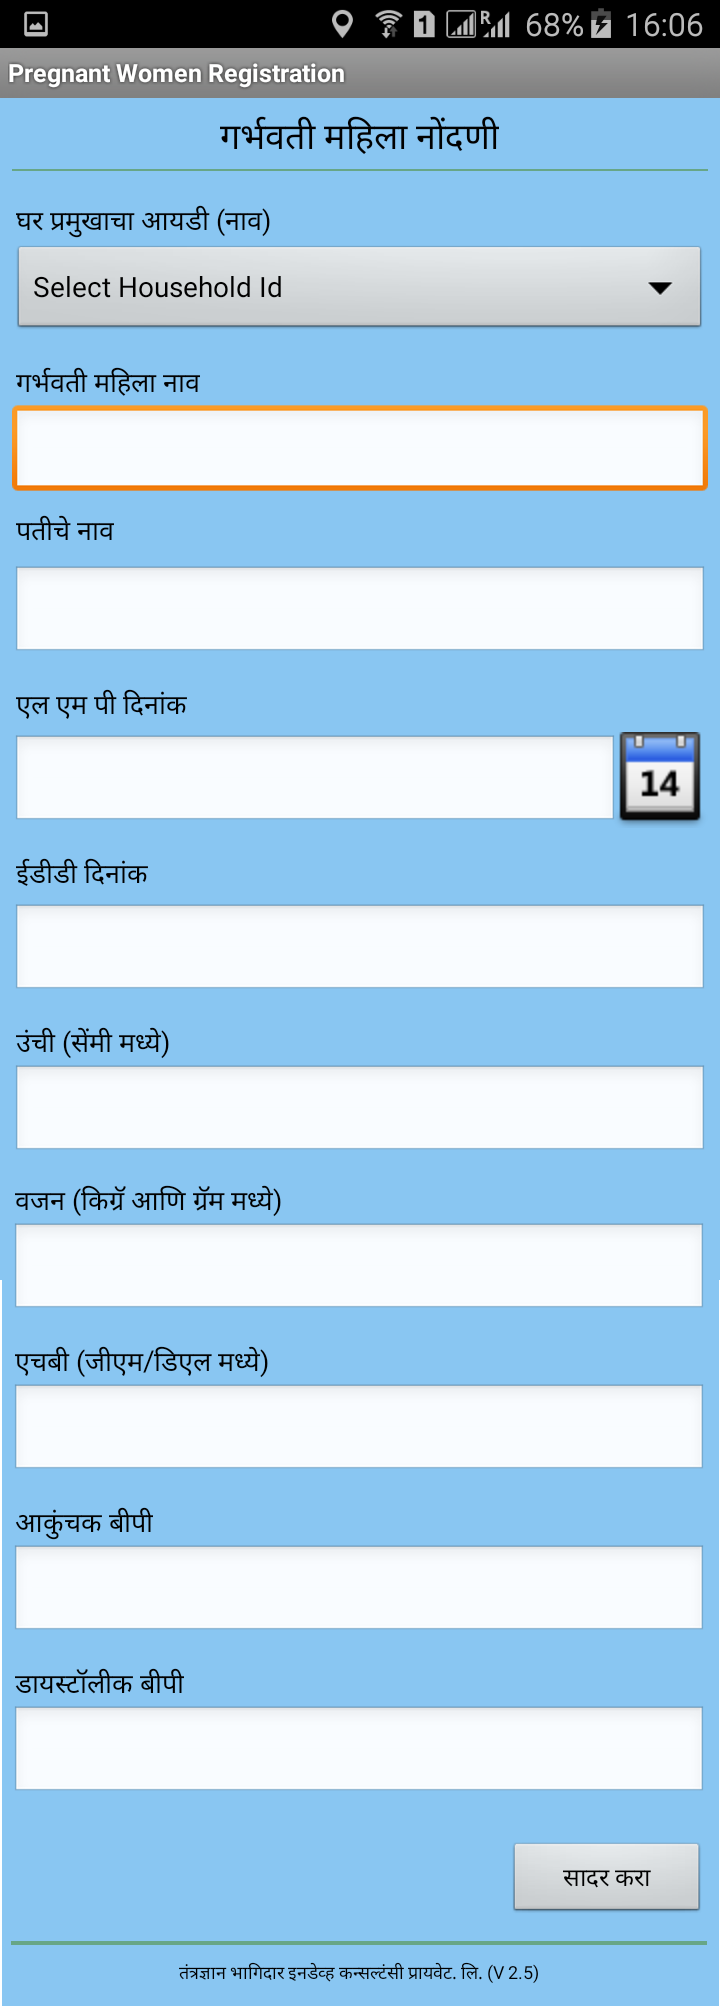 1 R 68% 16:06
Pregnant Women Registration
गर्भवती महिला नोंदणी
घर प्रमुखाचा आयडी (नाव)
Select Household Id
गर्भवती महिला नाव
पतीचे नाव
एल एम पी दिनांक
14
ईडीडी दिनांक
उंची (सेंमी मध्ये)
वजन (किग्रॅ आणि ग्रॅम मध्ये)
एचबी (जीएम/डिएल मध्ये)
आकुंचक बीपी
डायस्टॉलीक बीपी
सादर करा
तंत्रज्ञान भागिदार इनडेव्ह कन्सल्टंसी प्रायवेट. लि. (V 2.5)